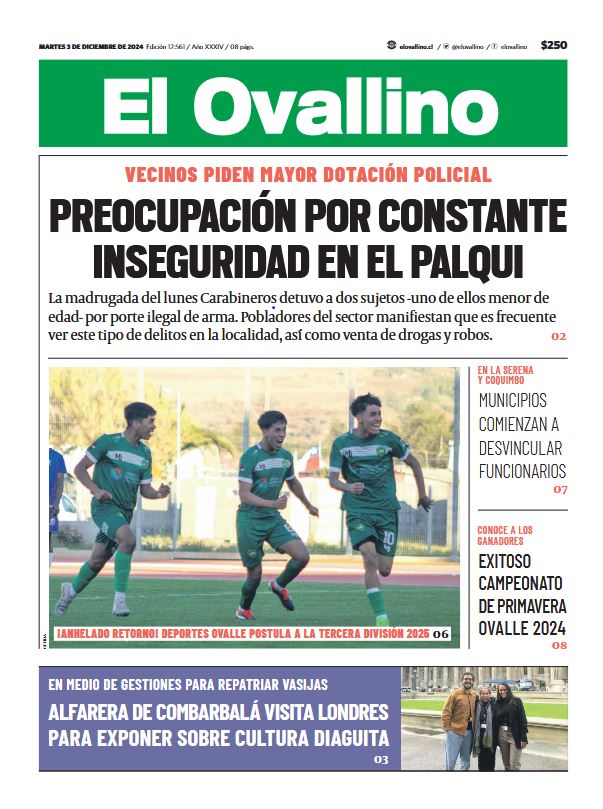 MARTES 3 DE DICIEMBRE DE 2024 Edición 12.561 / Año XXXIV / 08 págs.
elovallino.cl / @elovallino / elovallino
$250
El Ovallino
VECINOS PIDEN MAYOR DOTACIÓN POLICIAL
PREOCUPACIÓN POR CONSTANTE
INSEGURIDAD EN EL PALQUI
La madrugada del lunes Carabineros detuvo a dos sujetos -uno de ellos menor de
edad- por porte ilegal de arma. Pobladores del sector manifiestan que es frecuente
ver este tipo de delitos en la localidad, así como venta de drogas y robos. 02
¡ANHELADO RETORNO! DEPORTES OVALLE POSTULA A LA TERCERA DIVISIÓN 2025 06
EN LA SERENA
Y COQUIMBO
MUNICIPIOS
COMIENZAN A
DESVINCULAR
FUNCIONARIOS
07
CONOCE A LOS
GANADORES
EXITOSO
CAMPEONATO
DE PRIMAVERA
OVALLE 2024
08
EN MEDIO DE GESTIONES PARA REPATRIAR VASIJAS
ALFARERA DE COMBARBALÁ VISITA LONDRES
PARA EXPONER SOBRE CULTURA DIAGUITA
03